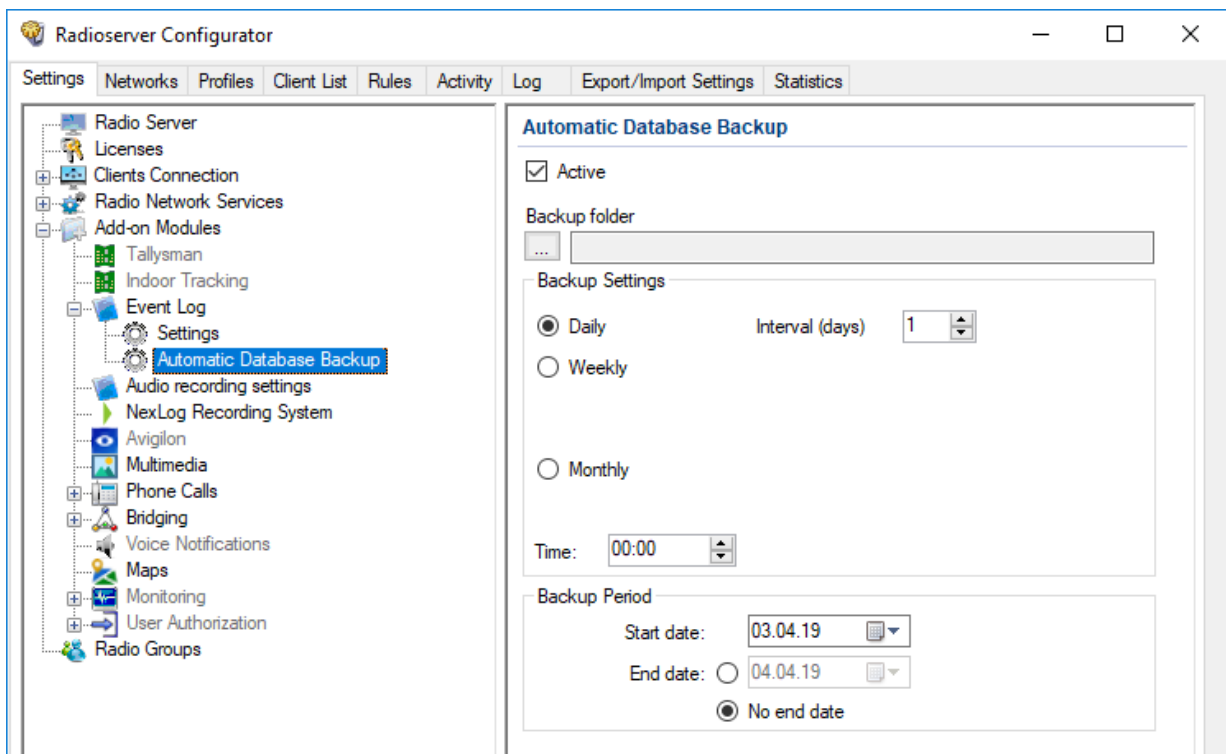 Radioserver Configurator
Settings Networks Profiles Client List Rules Activity Log Export/Import Settings Statistics
Radio Server
Licenses
Clients Connection
Radio Network Services
Add-on Modules
Tallysman
Indoor Tracking
Event Log
Settings
Automatic Database Backup
Audio recording settings
NexLog Recording System
Avigilon
Multimedia
Phone Calls
Bridging
Voice Notifications
Maps
Monitoring
User Authorization
Radio Groups
Automatic Database Backup
Active
Backup folder
...
Backup Settings
Daily Interval (days) 1
Weekly
Monthly
Time: 00:00
Backup Period
Start date: 03.04.19
End date: 04.04.19
No end date